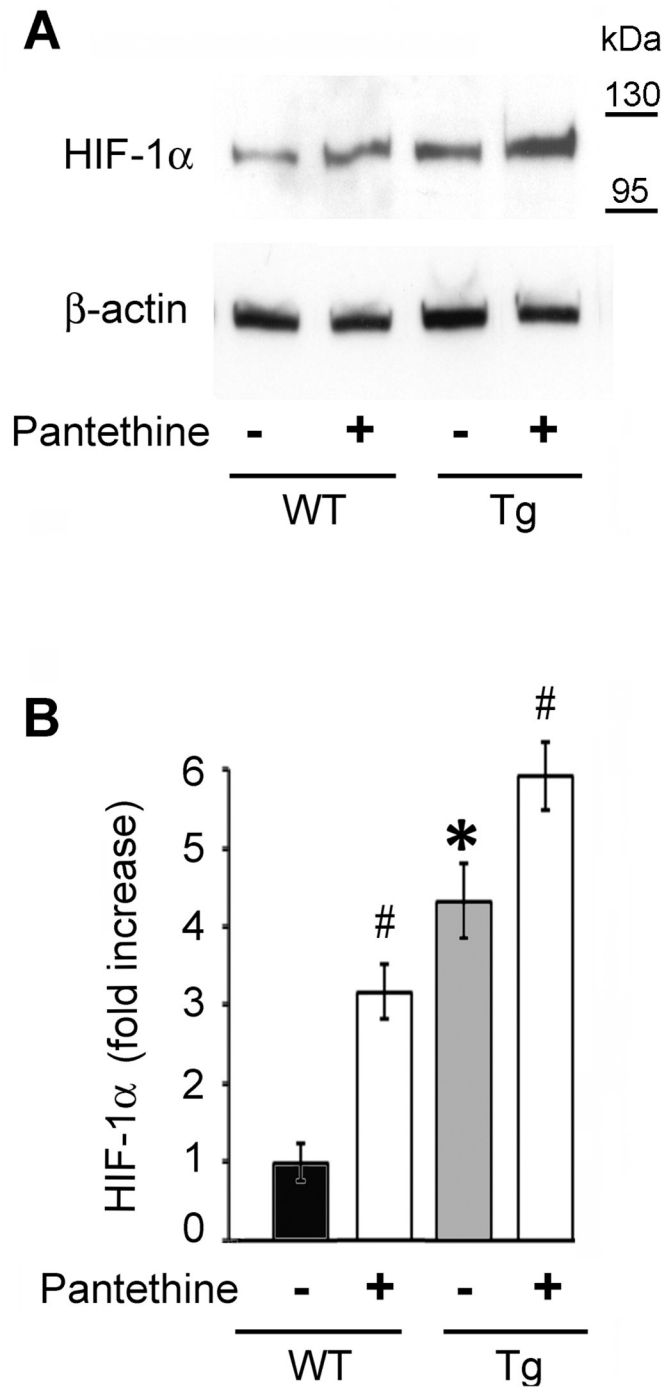 A
kDa
130
HIF-1α
95
β-actin
Pantethine - + - +
WT Tg
B
#
#
*
6
5
4
3
2
1
0
HIF-1α (fold increase)
Pantethine - + - +
WT Tg